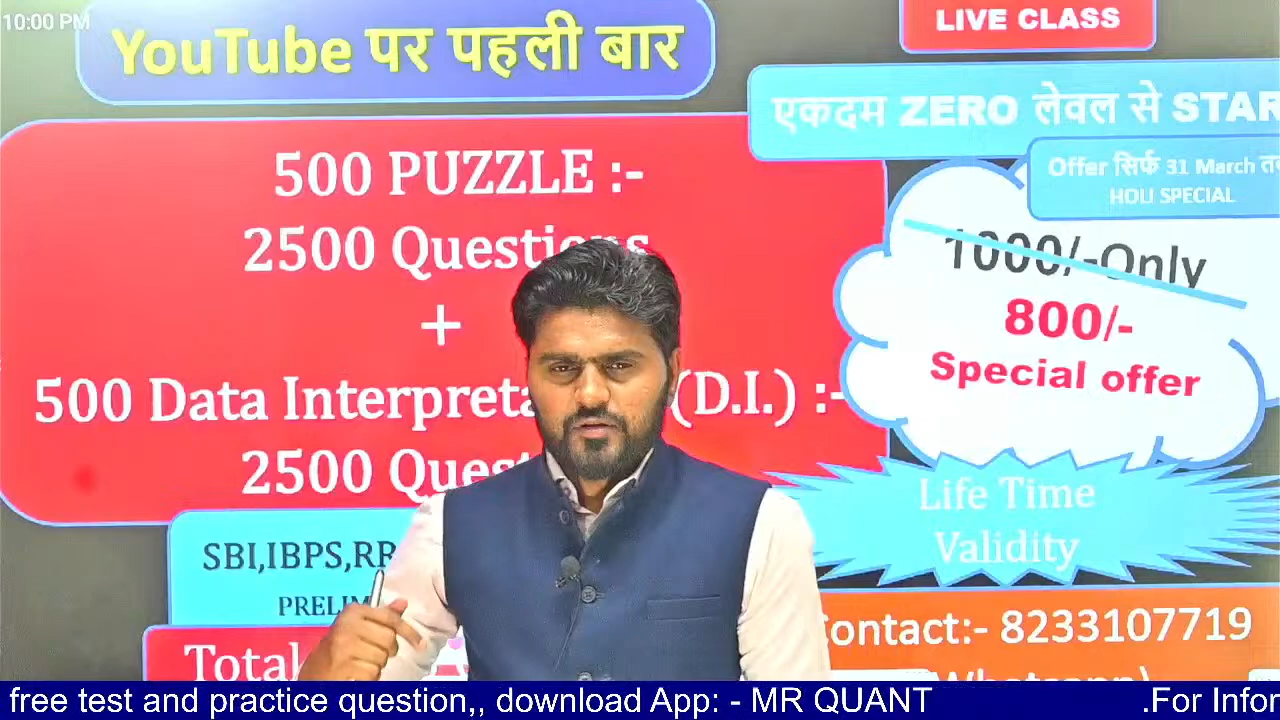 10:00 PM
YouTube पर पहली बार
LIVE CLASS
एकदम ZERO लेवल से STAR
Offer सिर्फ 31 March
HOLI SPECIAL
500 PUZZLE :-
2500 Questions
+
500 Data Interpreta (D.I.) :-
2500 Ques
1000/-Only
800/-
Special offer
Life Time
Validity
SBI,IBPS,RR
PRELIM
Total
ontact:- 8233107719
free test and practice question,, download App: - MR QUANT .For Infor